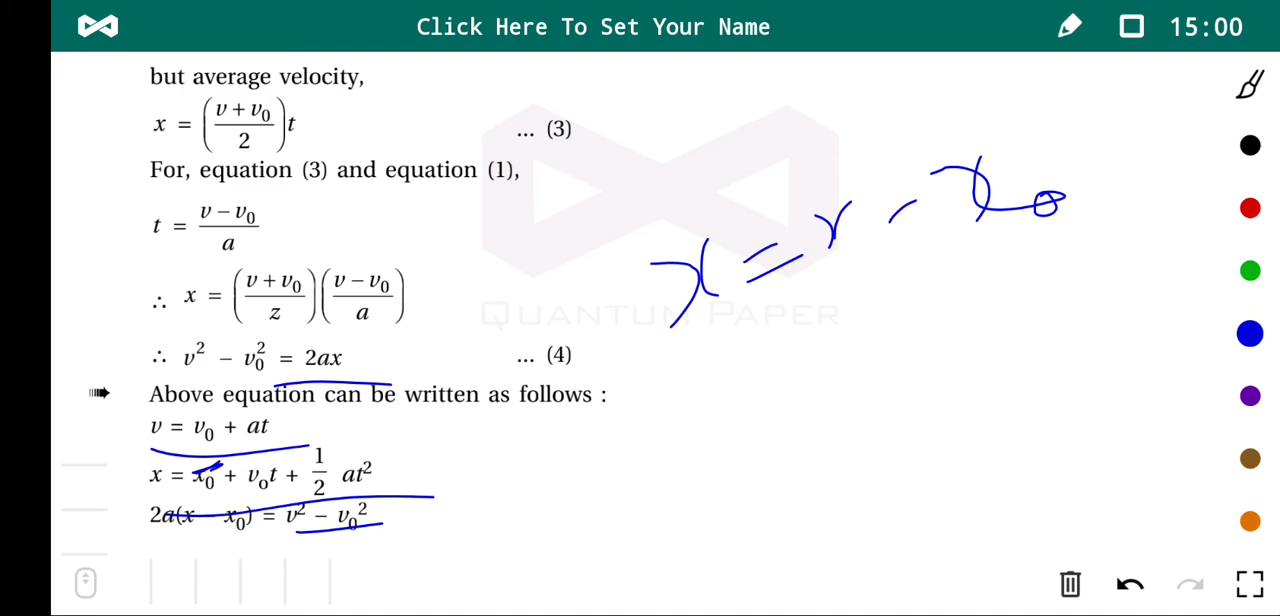 Click Here To Set Your Name 15:00
but average velocity,
x = ((v + v₀)/2) t ... (3)
For, equation (3) and equation (1),
t = (v − v₀)/a
∴ x = ((v + v₀)/z) ((v − v₀)/a)
∴ v² − v₀² = 2ax ... (4)
Above equation can be written as follows :
v = v₀ + at
x = x₀ + v₀t + 1/2 at²
2a(x x₀) = v² − v₀²
x = x - x₀
QUANTUM PAPER